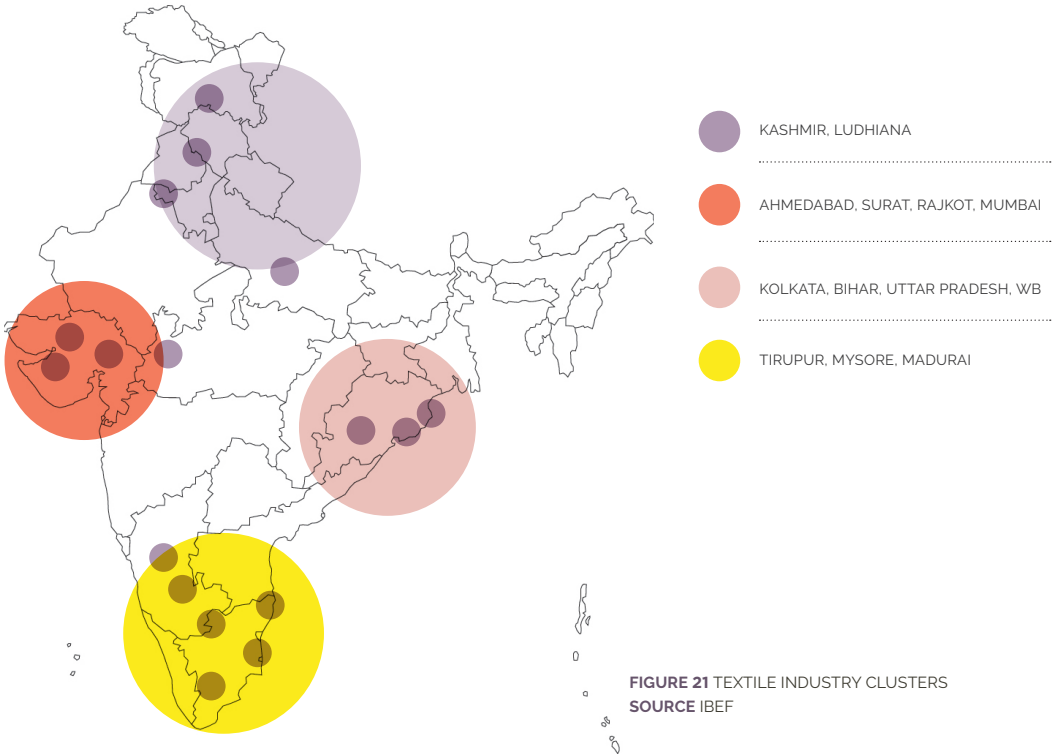 KASHMIR, LUDHIANA
AHMEDABAD, SURAT, RAJKOT, MUMBAI
KOLKATA, BIHAR, UTTAR PRADESH, WB
TIRUPUR, MYSORE, MADURAI
FIGURE 21 TEXTILE INDUSTRY CLUSTERS
SOURCE IBEF